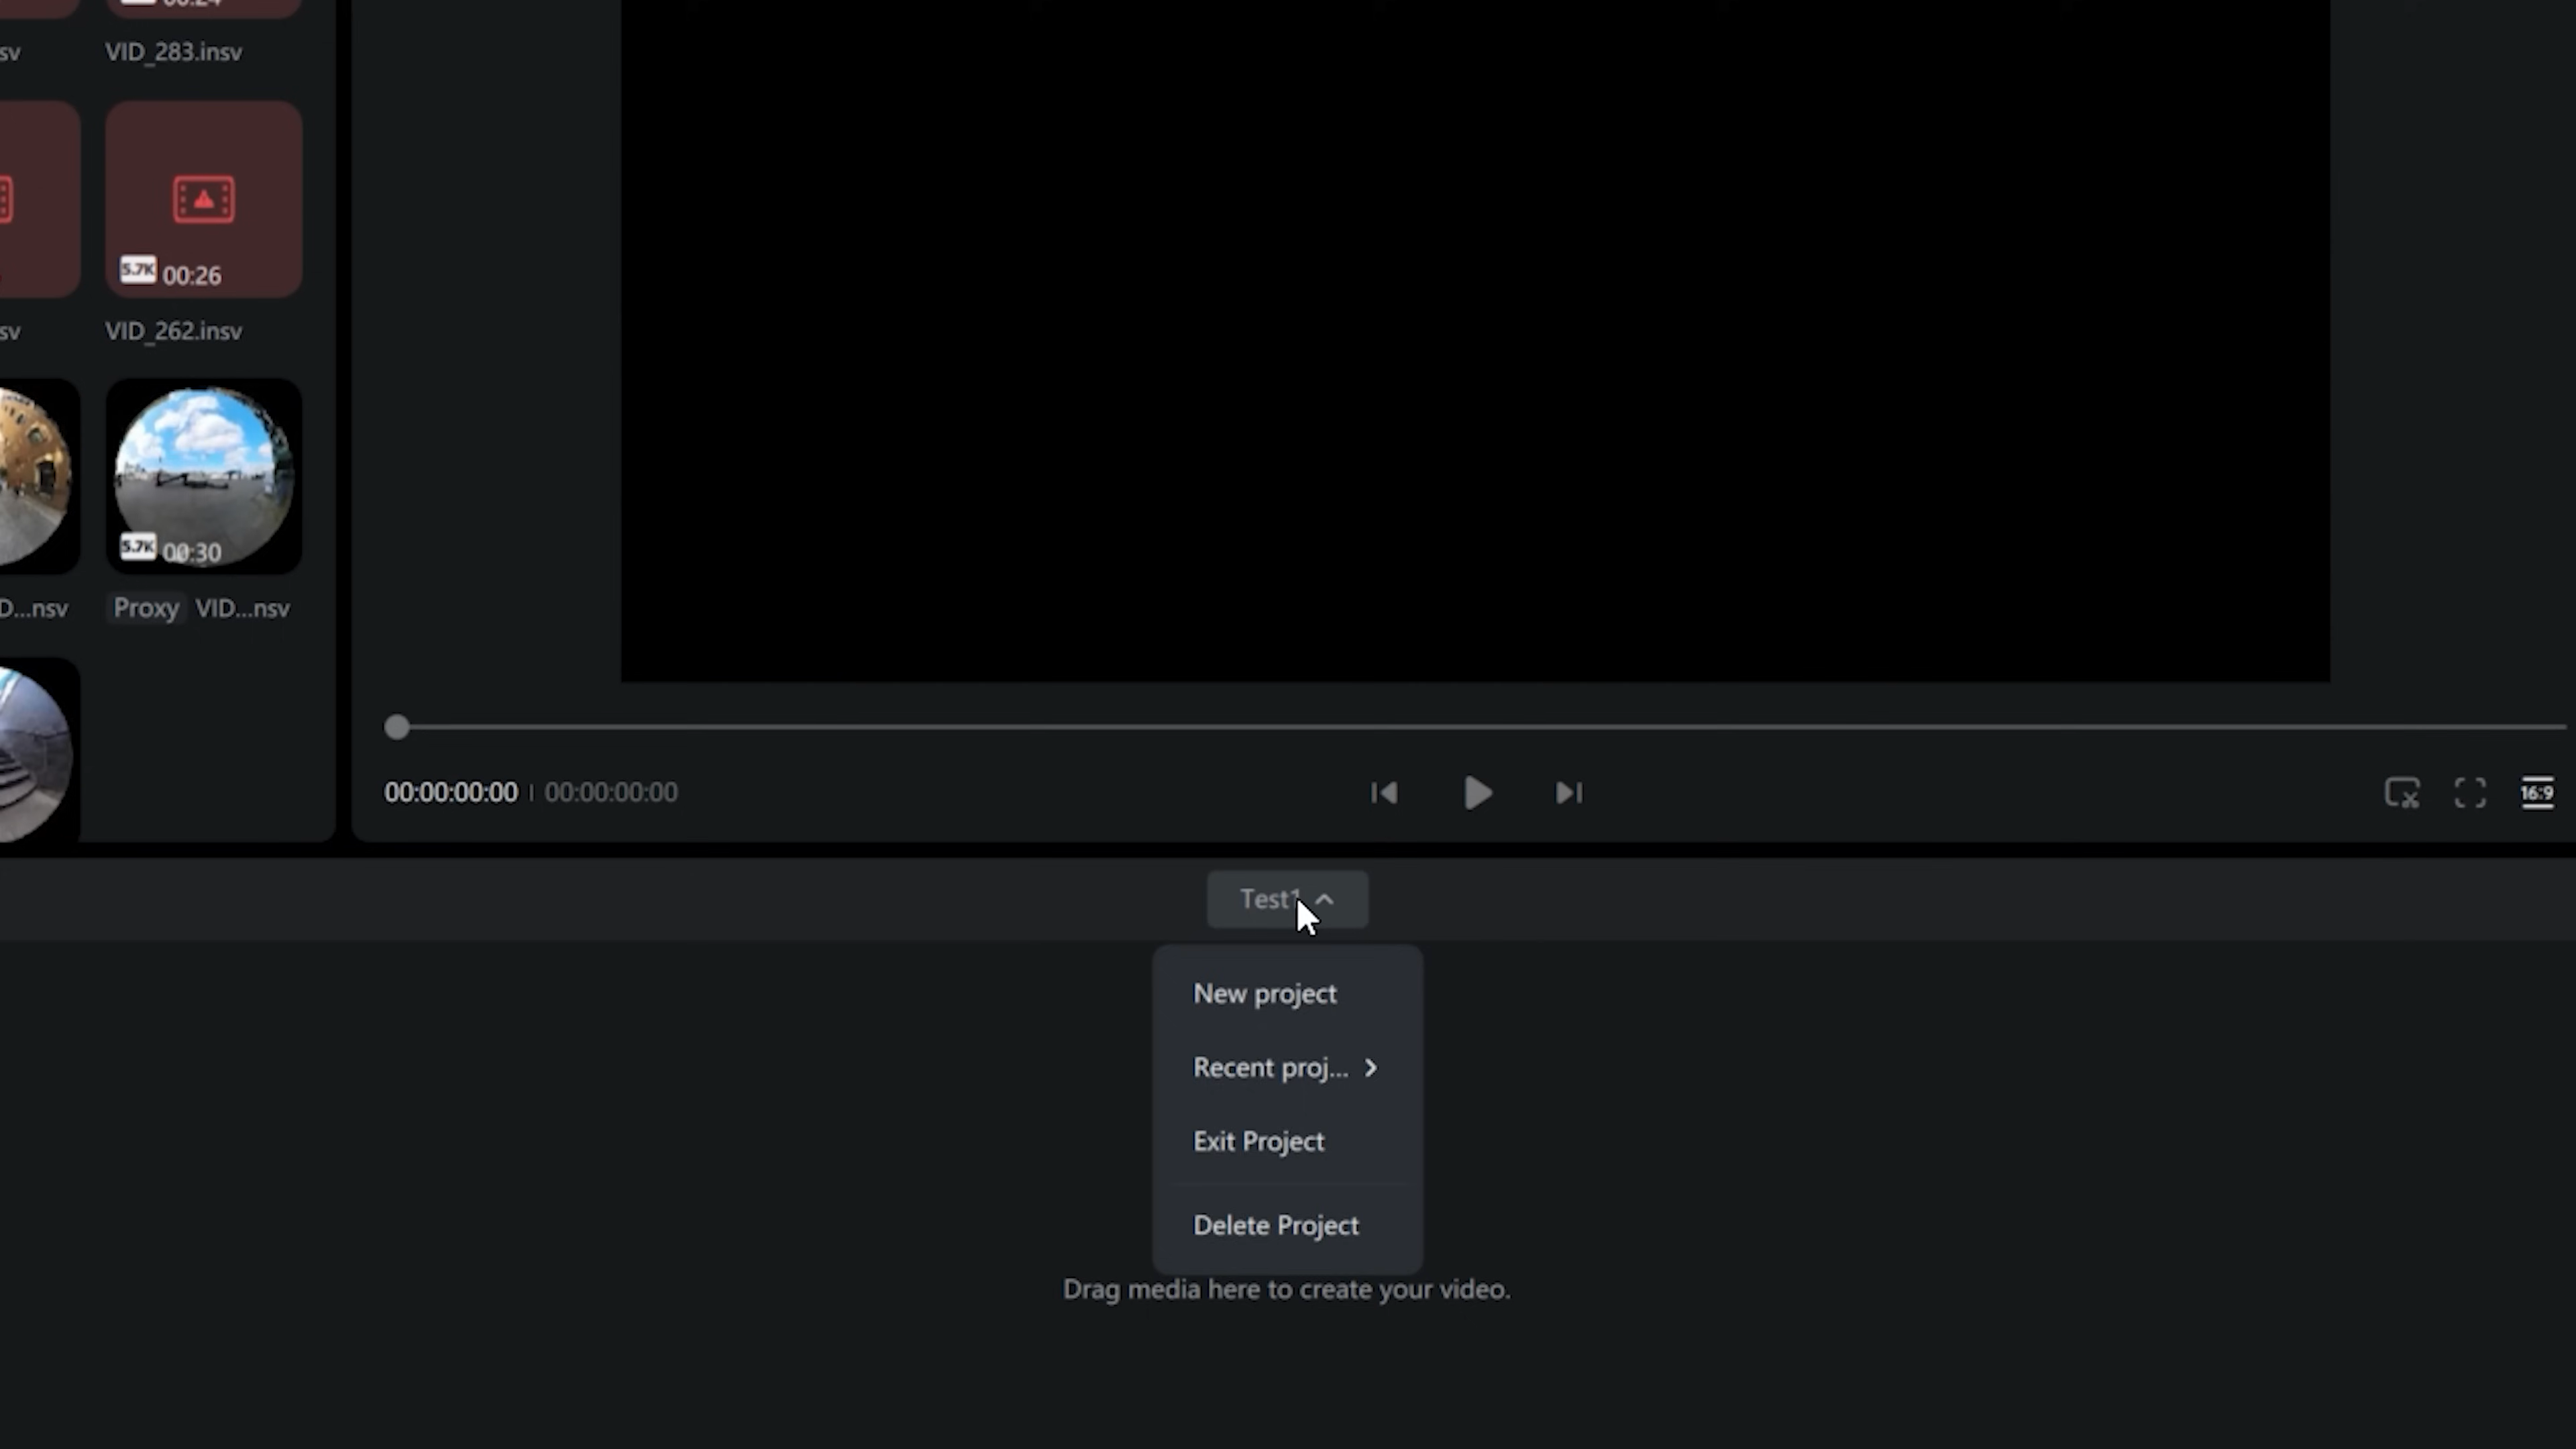 00:24
sv
VID_283.insv
5.7K 00:26
sv
VID_262.insv
5.7K 00:30
D...nsv
Proxy VID...nsv
00:00:00:00 | 00:00:00:00
16:9
Test1
New project
Recent proj...
Exit Project
Delete Project
Drag media here to create your video.